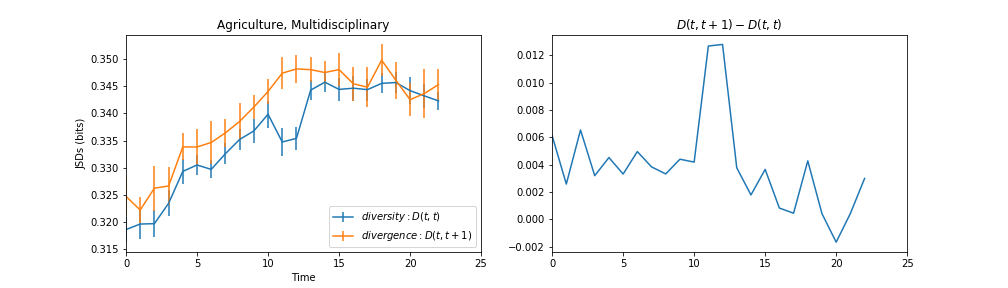 Agriculture, Multidisciplinary
JSDs (bits)
0.350
0.345
0.340
0.335
0.330
0.325
0.320
0.315
0 5 10 15 20 25
Time
diversity: D(t, t)
divergence: D(t, t + 1)
D(t, t + 1) − D(t, t)
0.012
0.010
0.008
0.006
0.004
0.002
0.000
−0.002
0 5 10 15 20 25